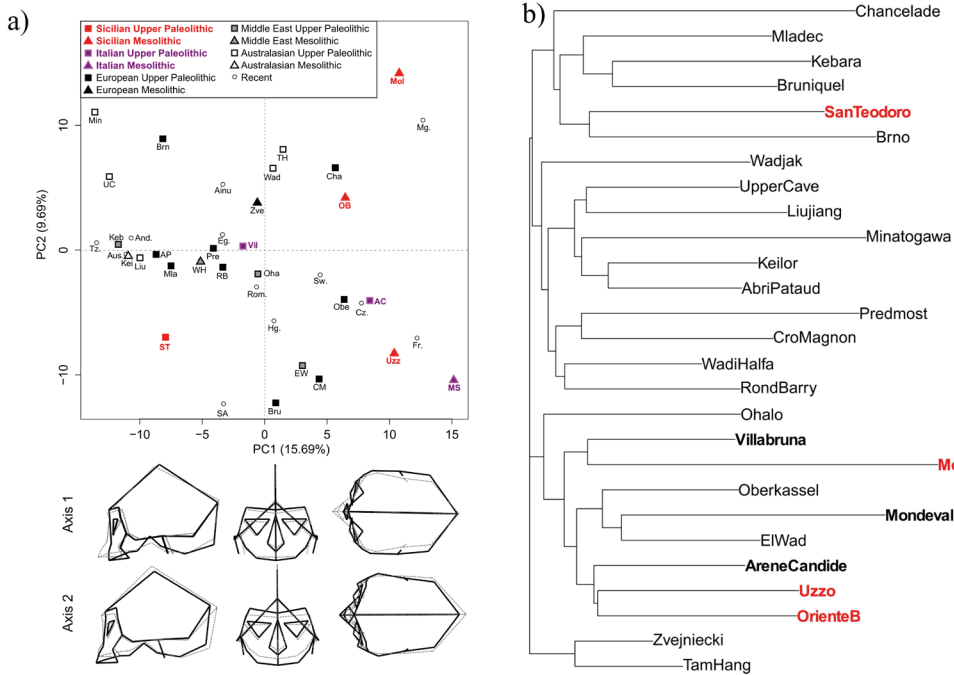 a)
Sicilian Upper Paleolithic
Sicilian Mesolithic
Italian Upper Paleolithic
Italian Mesolithic
European Upper Paleolithic
European Mesolithic
Middle East Upper Paleolithic
Middle East Mesolithic
Australasian Upper Paleolithic
Australasian Mesolithic
Recent
Mol
Mg.
Min
Brn
TH
Wad
Cha
UC
Ainu
OB
Zve
Keb
And.
Tz.
Eg.
Vil
Aus.
AP
Pre
Kei
Liu
Mla
WH
RB
Oha
Rom.
Sw.
AC
Obe
Cz.
Hg.
Fr.
ST
Uzz
EW
CM
MS
SA
Bru
PC2 (9.69%)
10
0
−10
−10
−5
0
5
10
15
PC1 (15.69%)
Axis 1
Axis 2
b)
Chancelade
Mladec
Kebara
Bruniquel
SanTeodoro
Brno
Wadjak
UpperCave
Liujiang
Minatogawa
Keilor
AbriPataud
Predmost
CroMagnon
WadiHalfa
RondBarry
Ohalo
Villabruna
Mo
Oberkassel
Mondeval
ElWad
AreneCandide
Uzzo
OrienteB
Zvejniecki
TamHang